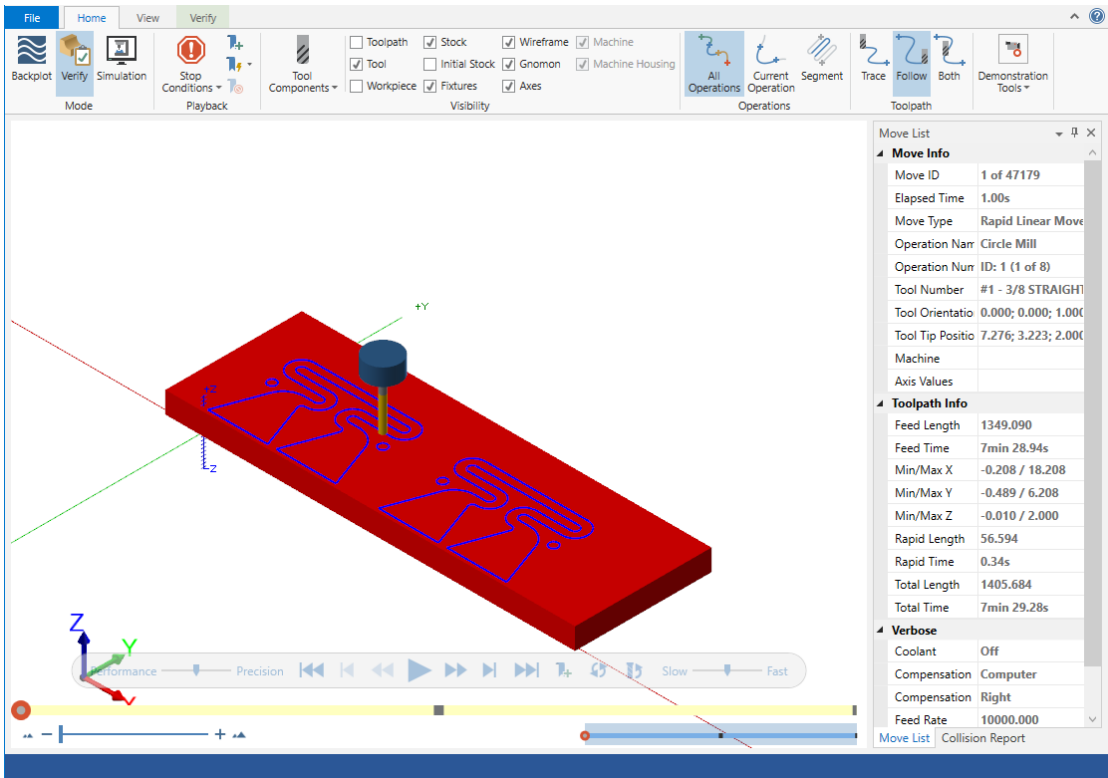 File Home View Verify
Backplot Verify Simulation
Mode
Stop Conditions
Playback
Tool Components
Toolpath Stock Wireframe Machine
Tool Initial Stock Gnomon Machine Housing
Workpiece Fixtures Axes
Visibility
All Operations Current Operation Segment
Operations
Trace Follow Both
Toolpath
Demonstration Tools
+Y
+Z
-Z
Z
Y
Performance Precision Slow Fast
Move List
Move Info
Move ID 1 of 47179
Elapsed Time 1.00s
Move Type Rapid Linear Move
Operation Nam Circle Mill
Operation Num ID: 1 (1 of 8)
Tool Number #1 - 3/8 STRAIGHT
Tool Orientatio 0.000; 0.000; 1.000
Tool Tip Positio 7.276; 3.223; 2.000
Machine
Axis Values
Toolpath Info
Feed Length 1349.090
Feed Time 7min 28.94s
Min/Max X -0.208 / 18.208
Min/Max Y -0.489 / 6.208
Min/Max Z -0.010 / 2.000
Rapid Length 56.594
Rapid Time 0.34s
Total Length 1405.684
Total Time 7min 29.28s
Verbose
Coolant Off
Compensation Computer
Compensation Right
Feed Rate 10000.000
Move List Collision Report